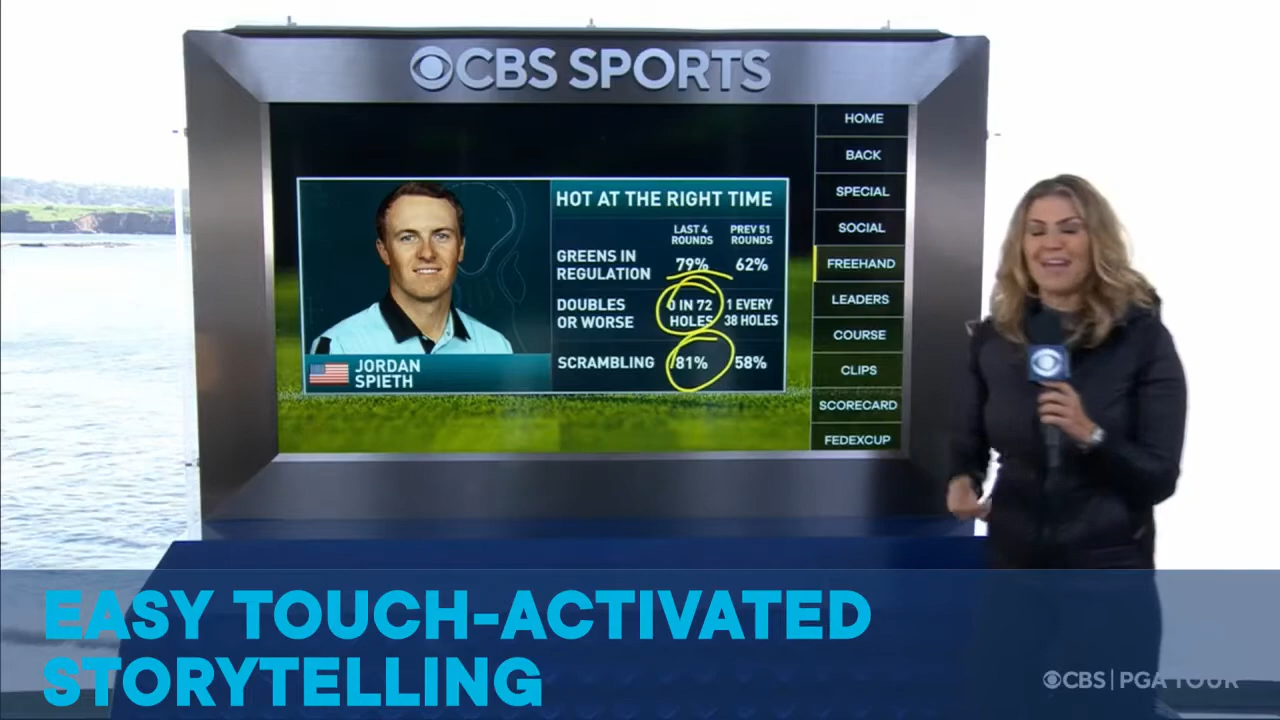 CBS SPORTS
HOT AT THE RIGHT TIME
LAST 4 ROUNDS
PREV 51 ROUNDS
GREENS IN REGULATION
79%
62%
DOUBLES OR WORSE
0 IN 72 HOLES
1 EVERY 38 HOLES
SCRAMBLING
81%
58%
JORDAN
SPIETH
HOME
BACK
SPECIAL
SOCIAL
FREEHAND
LEADERS
COURSE
CLIPS
SCORECARD
FEDEXCUP
EASY TOUCH-ACTIVATED
STORYTELLING
CBS | PGA TOUR